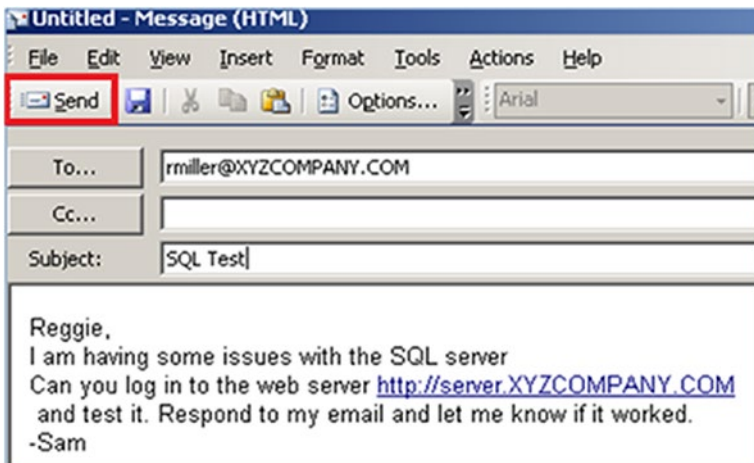 Untitled - Message (HTML)
File Edit View Insert Format Tools Actions Help
Send Options... Arial
To... rmiller@XYZCOMPANY.COM
Cc...
Subject: SQL Test
Reggie,
I am having some issues with the SQL server
Can you log in to the web server http://server.XYZCOMPANY.COM
and test it. Respond to my email and let me know if it worked.
-Sam